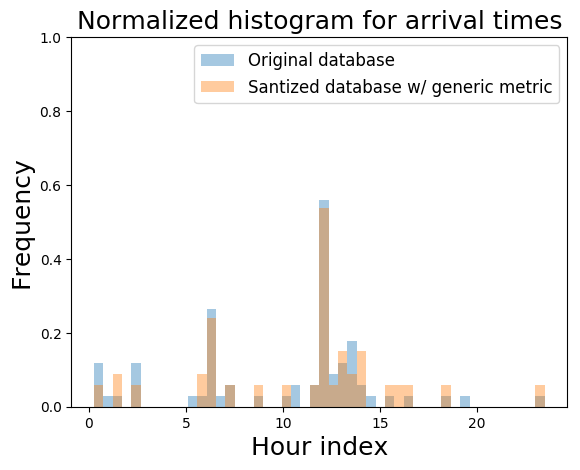 Normalized histogram for arrival times
Original database
Santized database w/ generic metric
Frequency
1.0
0.8
0.6
0.4
0.2
0.0
0 5 10 15 20
Hour index